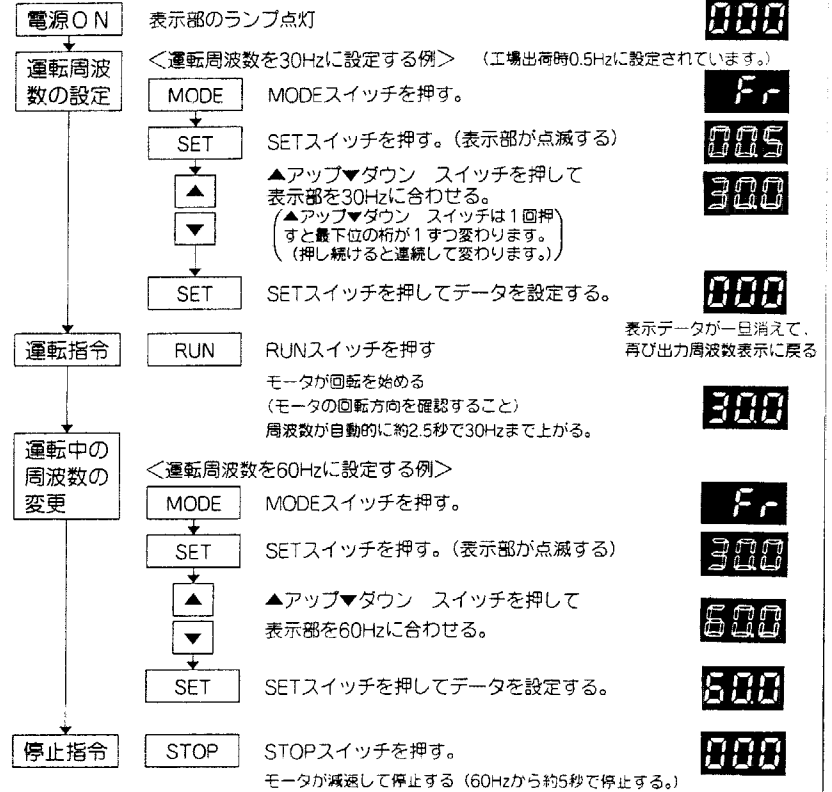 電源ON 表示部のランプ点灯 000
運転周波数の設定
<運転周波数を30Hzに設定する例> (工場出荷時0.5Hzに設定されています。)
MODE MODEスイッチを押す。 Fr
SET SETスイッチを押す。(表示部が点滅する) 00.5
▲ ▲アップ▼ダウン スイッチを押して
表示部を30Hzに合わせる。 30.0
▼ (▲アップ▼ダウン スイッチは1回押
すと最下位の桁が1ずつ変わります。
(押し続けると連続して変わります。))
SET SETスイッチを押してデータを設定する。 000
表示データが一旦消えて、
再び出力周波数表示に戻る
運転指令 RUN RUNスイッチを押す
モータが回転を始める
(モータの回転方向を確認すること)
周波数が自動的に約2.5秒で30Hzまで上がる。 30.0
運転中の
周波数の
変更
<運転周波数を60Hzに設定する例>
MODE MODEスイッチを押す。 Fr
SET SETスイッチを押す。(表示部が点滅する) 30.0
▲ ▲アップ▼ダウン スイッチを押して
▼ 表示部を60Hzに合わせる。 60.0
SET SETスイッチを押してデータを設定する。 60.0
停止指令 STOP STOPスイッチを押す。 000
モータが減速して停止する(60Hzから約5秒で停止する。)